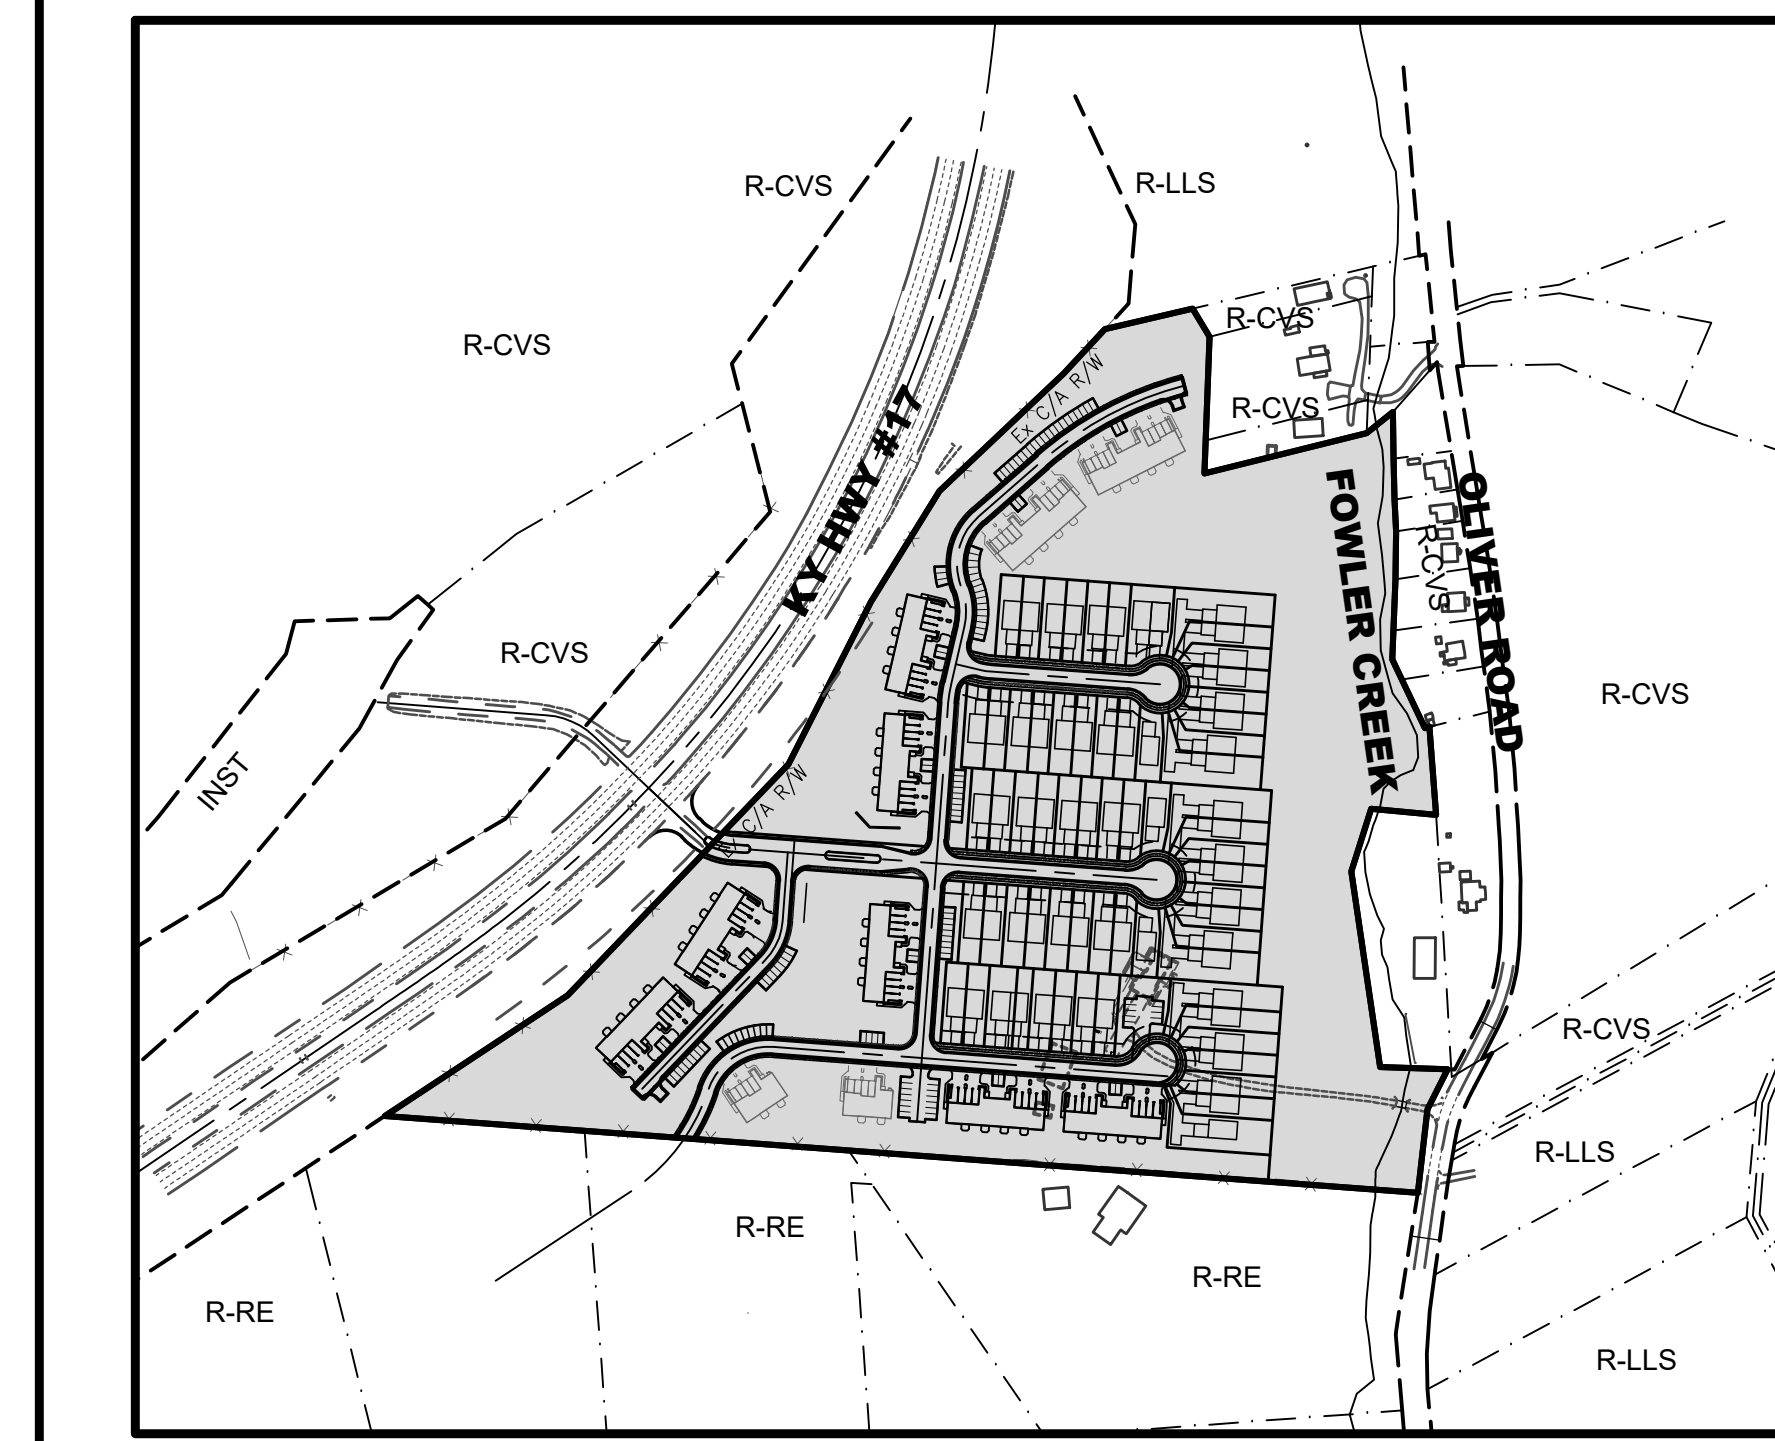 R-CVS
R-LLS
R-CVS
R-CVS
Ex C/A R/W
R-CVS
KY HWY #17
FOWLER CREEK
OLIVER ROAD
R-CVS
R-CVS
R-CVS
INST
C/A R/W
R-CVS
R-LLS
R-RE
R-RE
R-RE
R-LLS